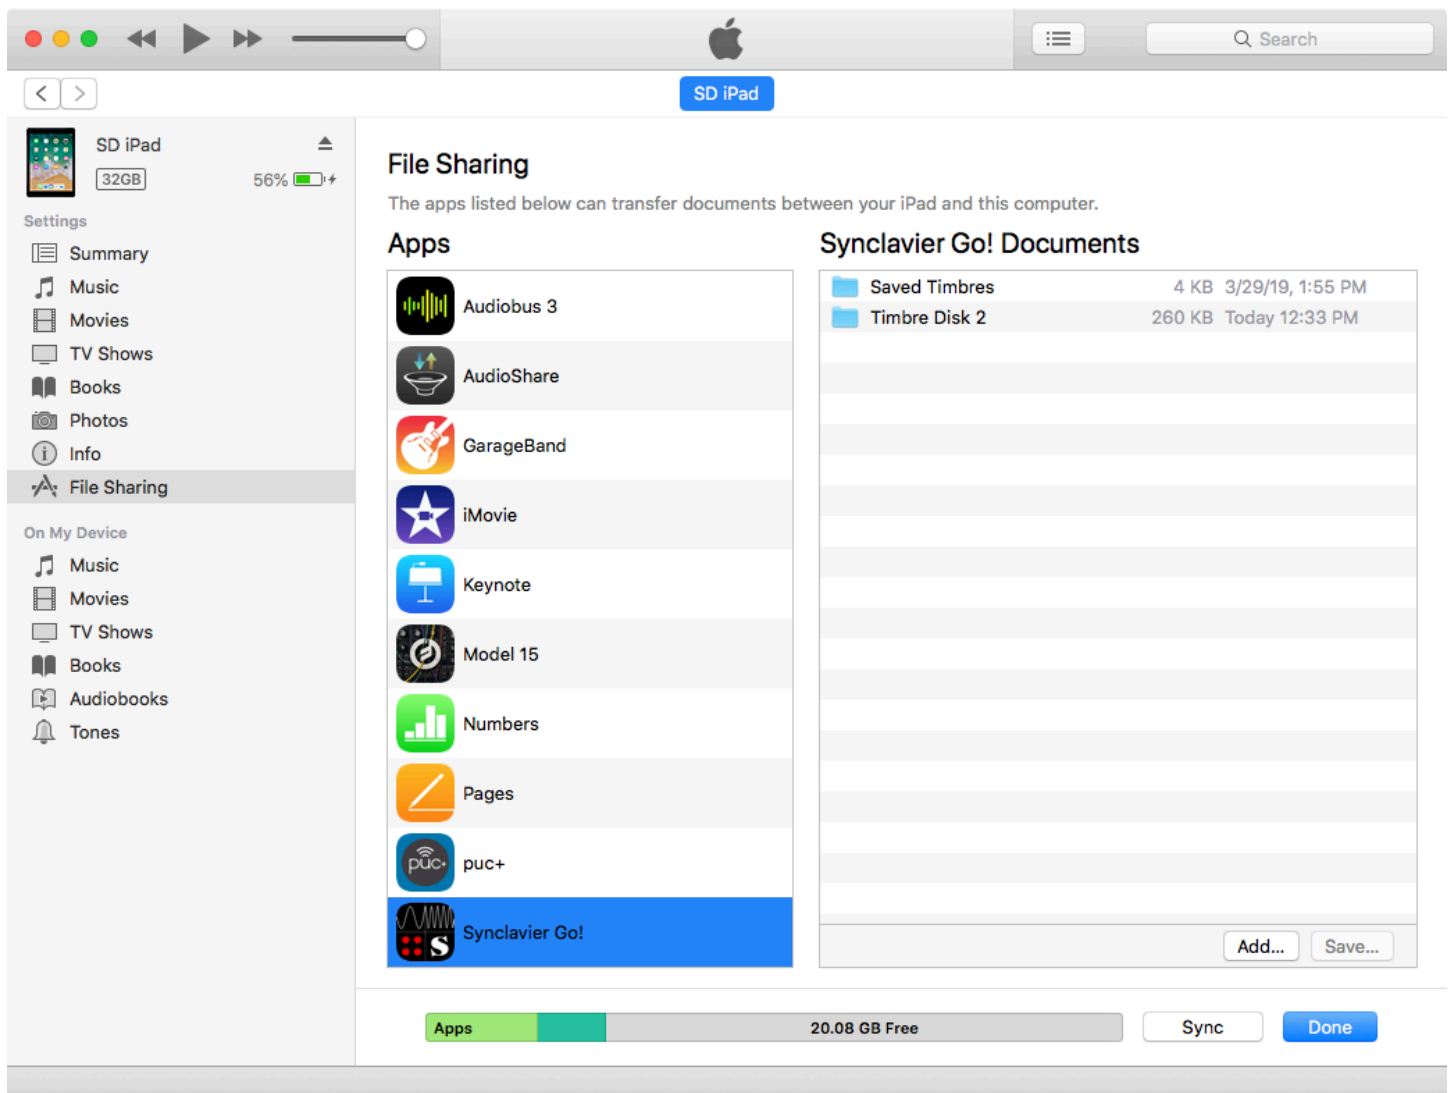 Search
SD iPad
SD iPad
32GB
56%
Settings
Summary
Music
Movies
TV Shows
Books
Photos
Info
File Sharing
On My Device
Music
Movies
TV Shows
Books
Audiobooks
Tones
File Sharing
The apps listed below can transfer documents between your iPad and this computer.
Apps
Audiobus 3
AudioShare
GarageBand
iMovie
Keynote
Model 15
Numbers
Pages
puc+
puc+
S
Synclavier Go!
Synclavier Go! Documents
Saved Timbres 4 KB 3/29/19, 1:55 PM
Timbre Disk 2 260 KB Today 12:33 PM
Add... Save...
Apps 20.08 GB Free
Sync Done